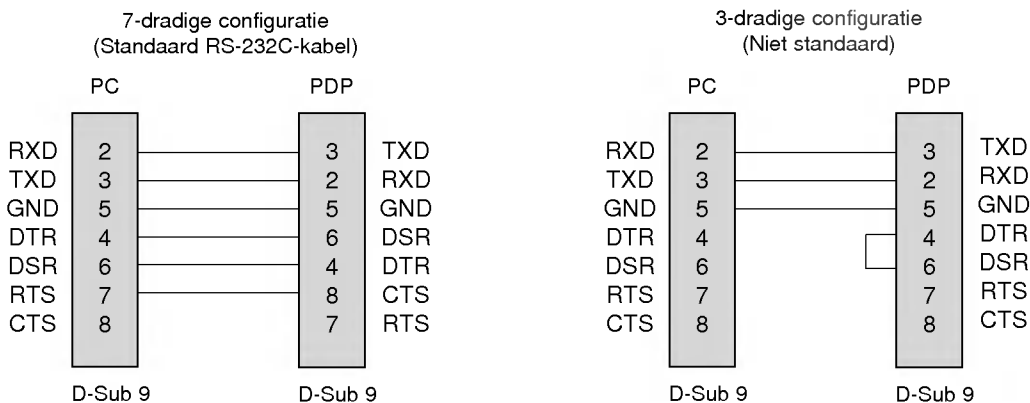 7-dradige configuratie
(Standaard RS-232C-kabel)
PC PDP
RXD 2 3 TXD
TXD 3 2 RXD
GND 5 5 GND
DTR 4 6 DSR
DSR 6 4 DTR
RTS 7 8 CTS
CTS 8 7 RTS
D-Sub 9 D-Sub 9
3-dradige configuratie
(Niet standaard)
PC PDP
RXD 2 3 TXD
TXD 3 2 RXD
GND 5 5 GND
DTR 4 4 DTR
DSR 6 6 DSR
RTS 7 7 RTS
CTS 8 8 CTS
D-Sub 9 D-Sub 9